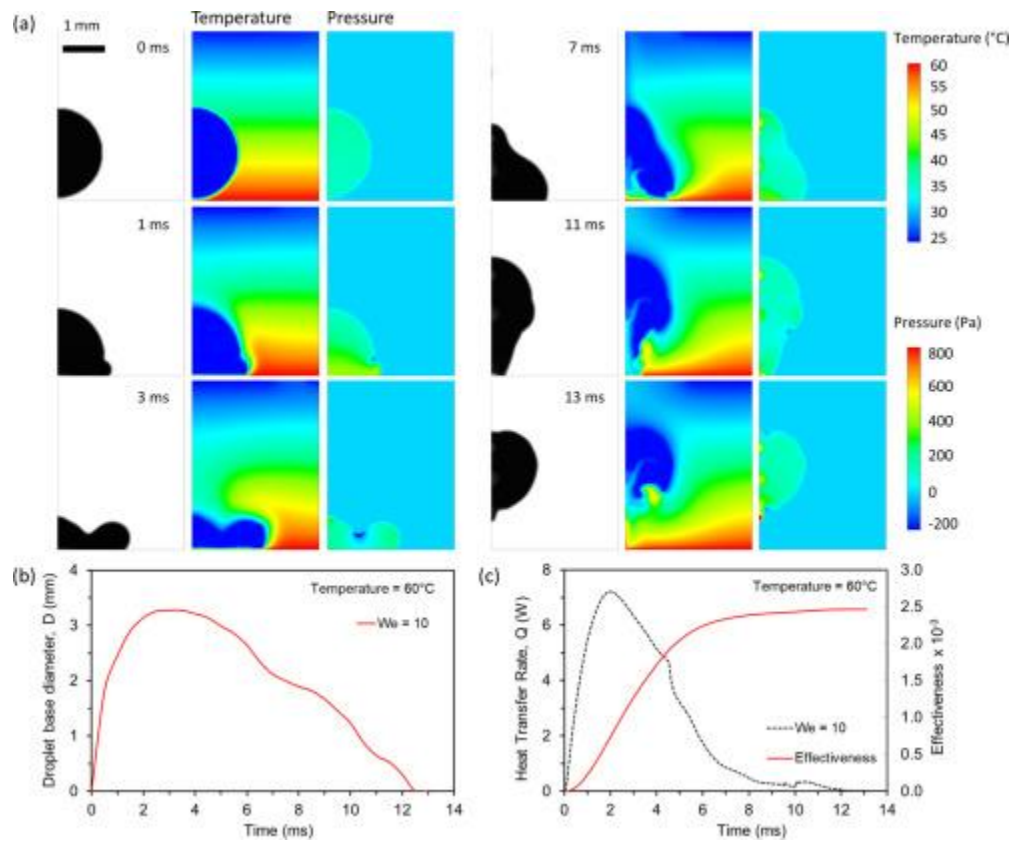 (a)
1 mm
0 ms
Temperature
Pressure
7 ms
Temperature (°C)
60
55
50
45
40
35
30
25
1 ms
11 ms
3 ms
13 ms
Pressure (Pa)
800
600
400
200
0
-200
(b)
Temperature = 60°C
We = 10
Droplet base diameter, D (mm)
4
3
2
1
0
0 2 4 6 8 10 12 14
Time (ms)
(c)
Temperature = 60°C
We = 10
Effectiveness
Heat Transfer Rate, Q (W)
8
6
4
2
0
Effectiveness x 10⁻³
3.0
2.5
2.0
1.5
1.0
0.5
0.0
0 2 4 6 8 10 12 14
Time (ms)